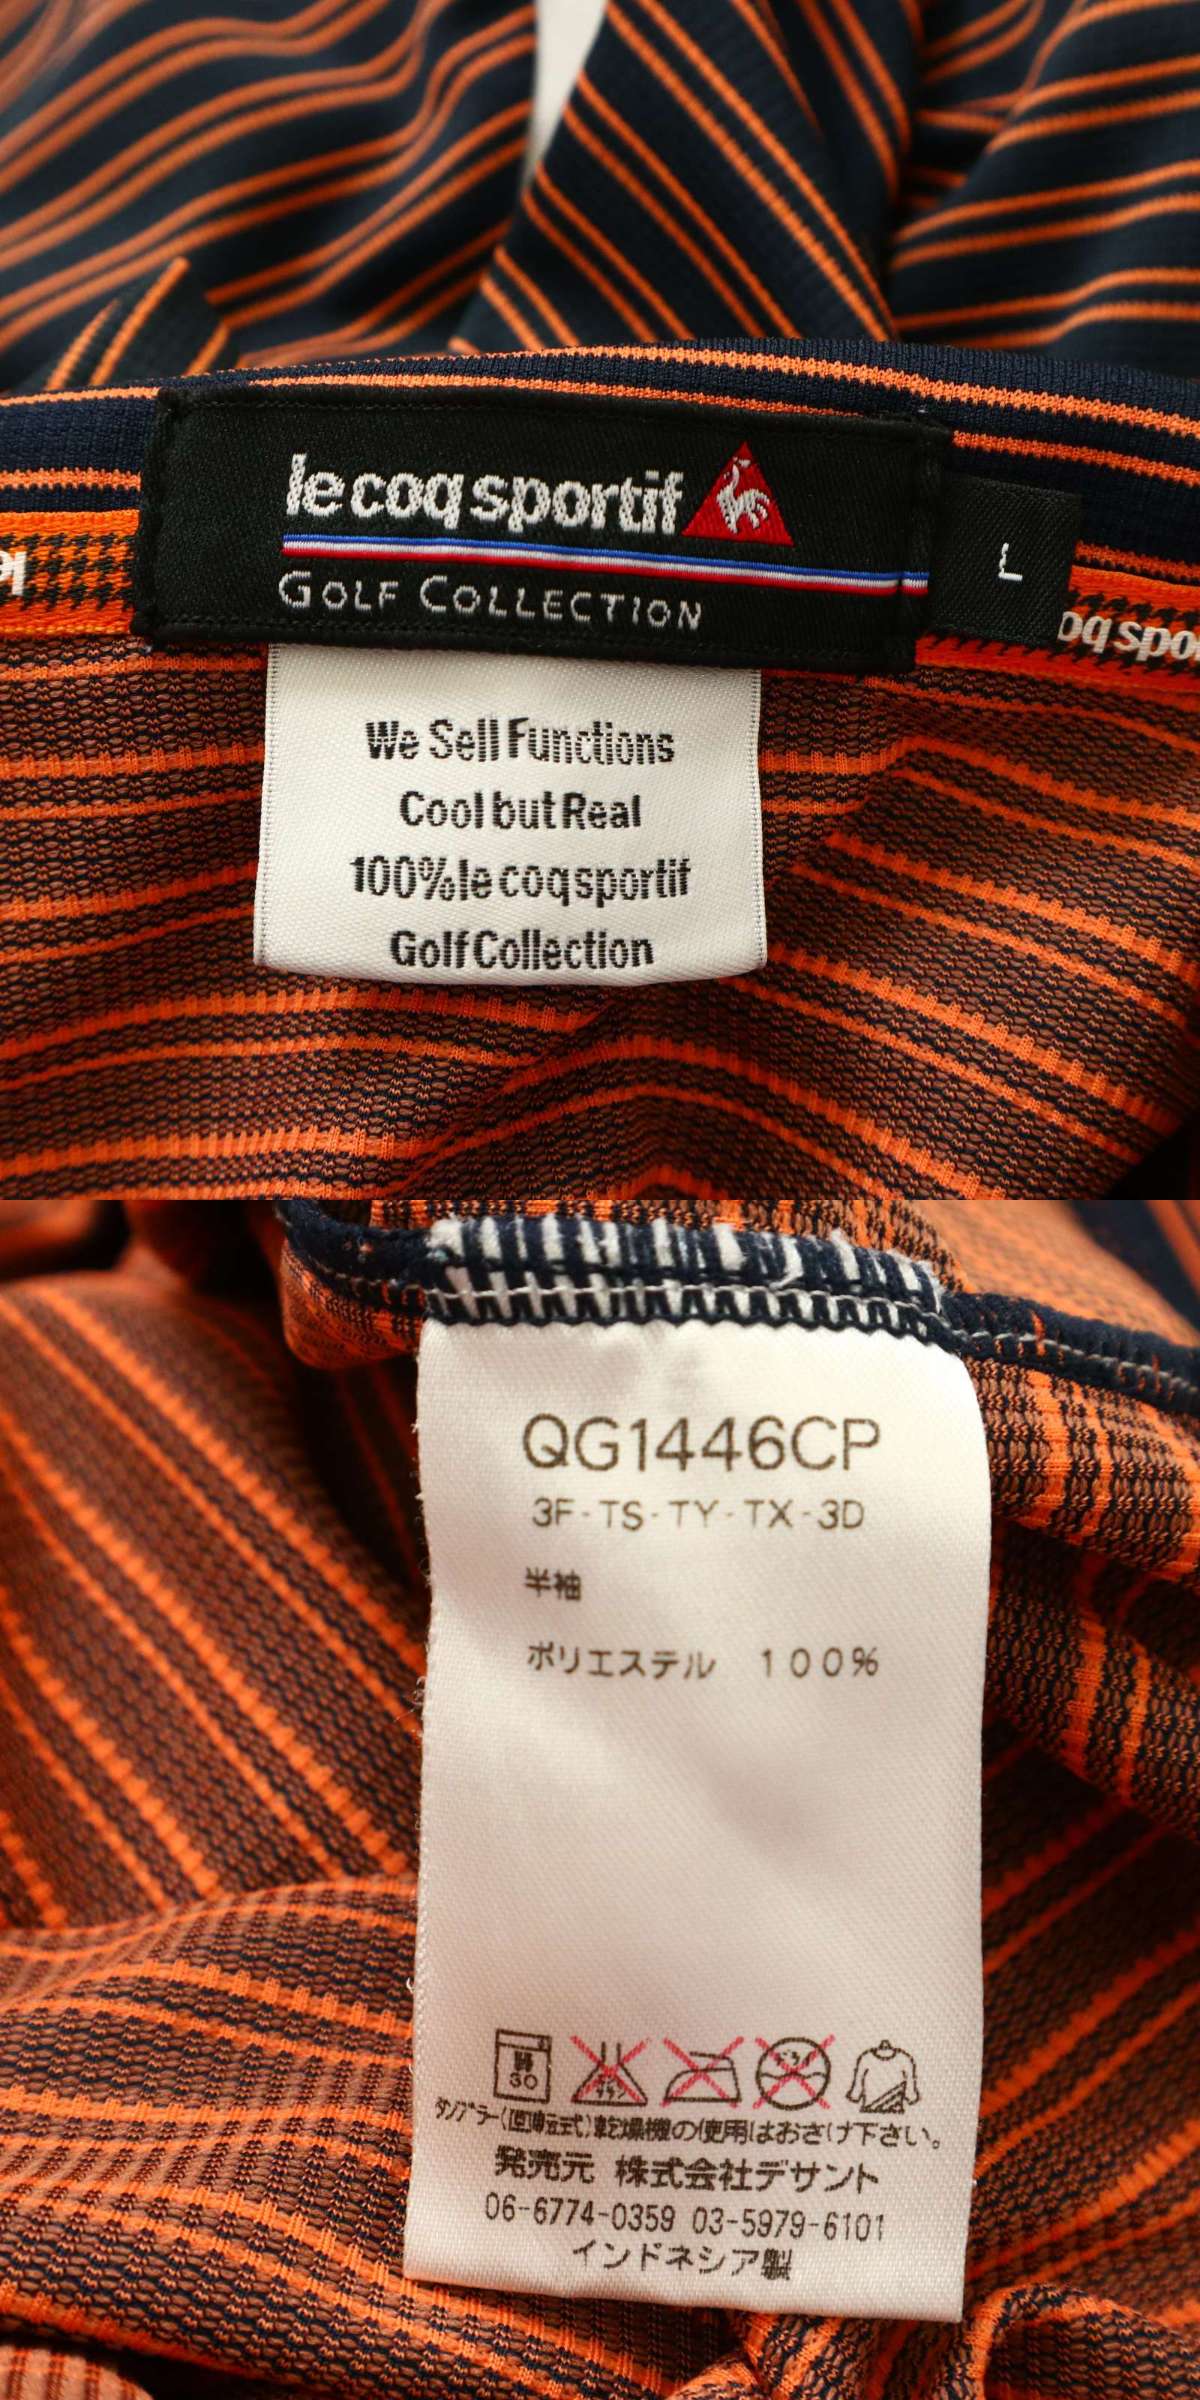 le coq sportif
GOLF COLLECTION
L
le
oq spo
We Sell Functions
Cool but Real
100% le coq sportif
Golf Collection
QG1446CP
3F-TS-TY-TX-3D
半袖
ポリエステル 100%
弱
30
タンブラー(回転式)乾燥機の使用はおさけ下さい。
発売元 株式会社デサント
06-6774-0359 03-5979-6101
インドネシア製